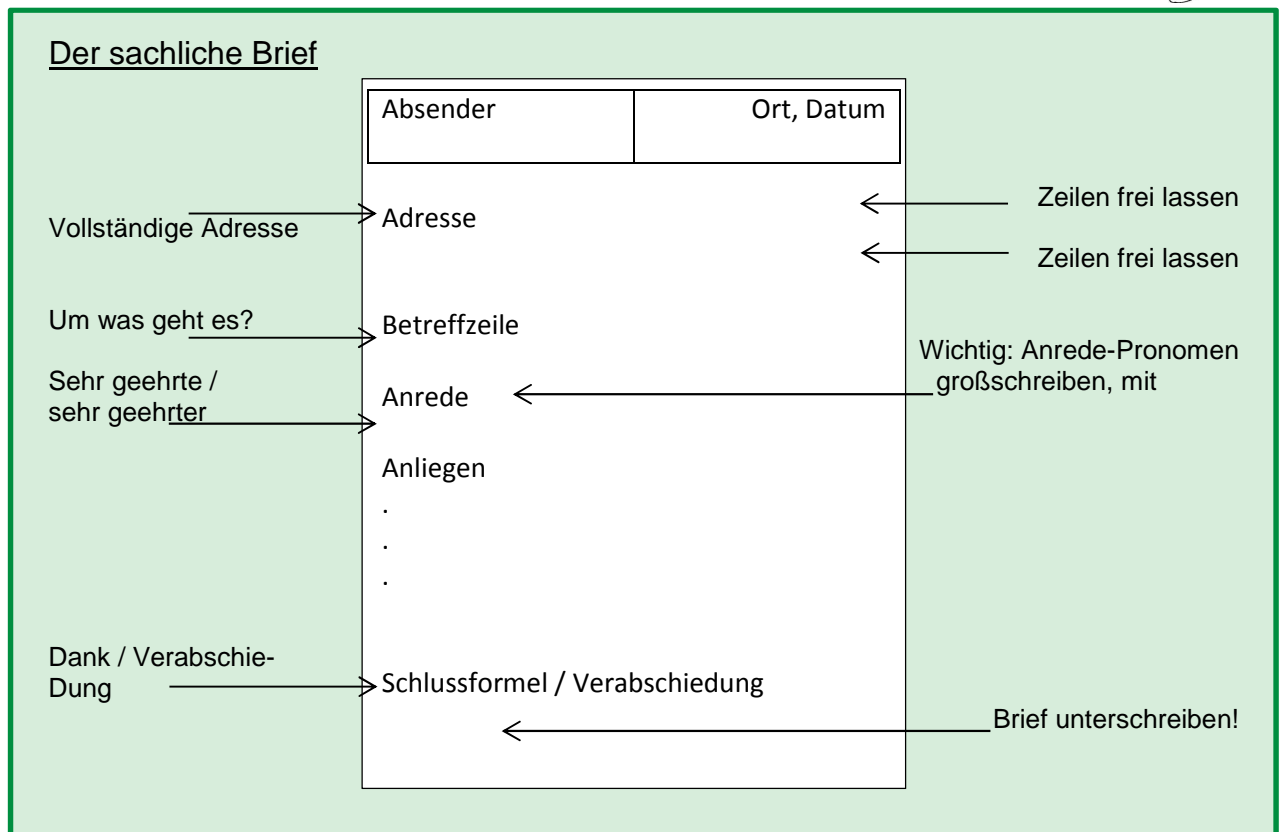 Der sachliche Brief
Absender Ort, Datum
Zeilen frei lassen
Vollständige Adresse
Adresse
Zeilen frei lassen
Um was geht es?
Betreffzeile
Wichtig: Anrede-Pronomen
großschreiben, mit
Sehr geehrte /
sehr geehrter
Anrede
Anliegen
.
.
.
Dank / Verabschie-
Dung
Schlussformel / Verabschiedung
Brief unterschreiben!